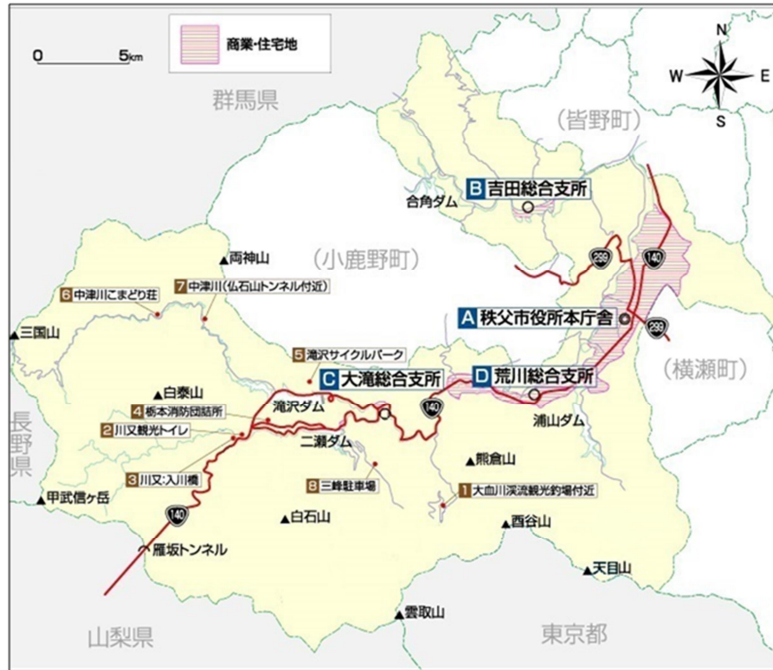 0 5km
商業・住宅地
N
W E
S
群馬県
(皆野町)
B 吉田総合支所
合角ダム
両神山
(小鹿野町)
299
140
7 中津川(仏石山トンネル付近)
6 中津川こまどり荘
A 秩父市役所本庁舎
299
三国山
5 滝沢サイクルパーク
(横瀬町)
C 大滝総合支所
D 荒川総合支所
白泰山
滝沢ダム
140
浦山ダム
4 栃本消防団詰所
2 川又観光トイレ
二瀬ダム
長野県
熊倉山
3 川又:入川橋
8 三峰駐車場
1 大血川渓流観光釣場付近
甲武信ヶ岳
140
白石山
酉谷山
雁坂トンネル
天目山
雲取山
山梨県
東京都